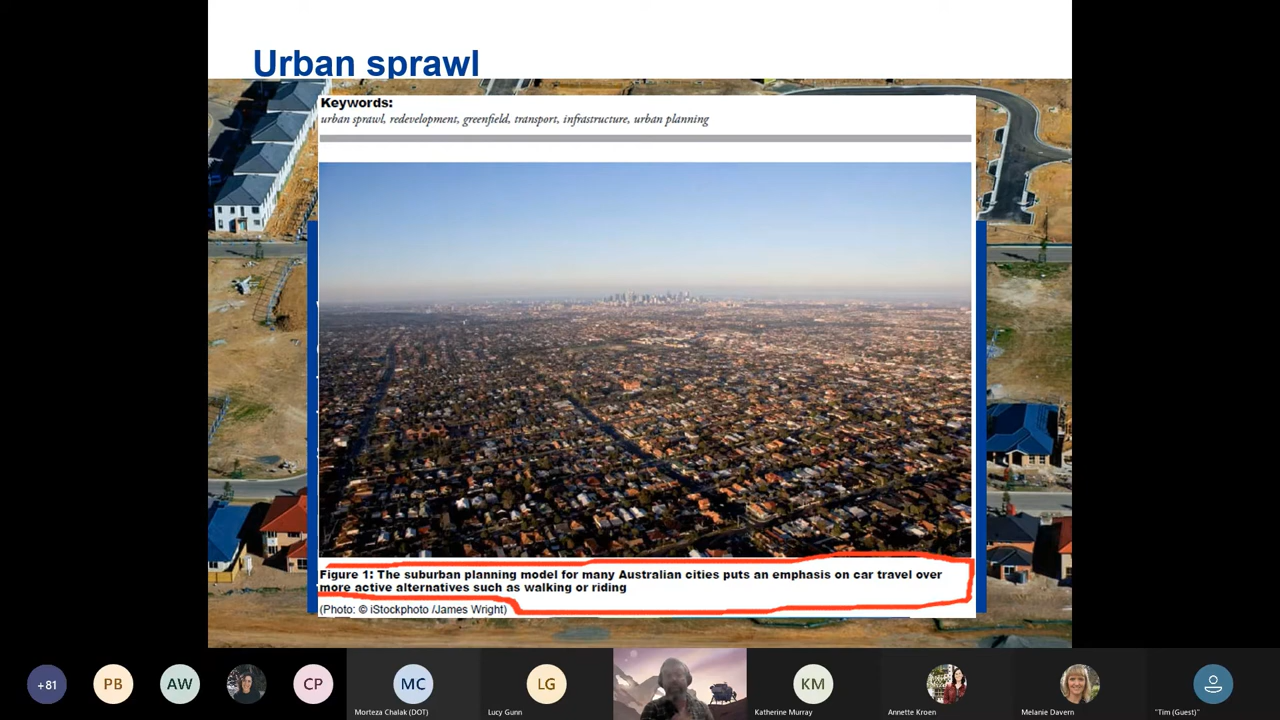 Urban sprawl
Keywords:
urban sprawl, redevelopment, greenfield, transport, infrastructure, urban planning
Figure 1: The suburban planning model for many Australian cities puts an emphasis on car travel over
more active alternatives such as walking or riding
(Photo: © iStockphoto /James Wright)
+81
PB
AW
CP
MC
LG
KM
Morteza Chalak (DOT)
Lucy Gunn
Katherine Murray
Annette Kroen
Melanie Davern
"Tim (Guest)"